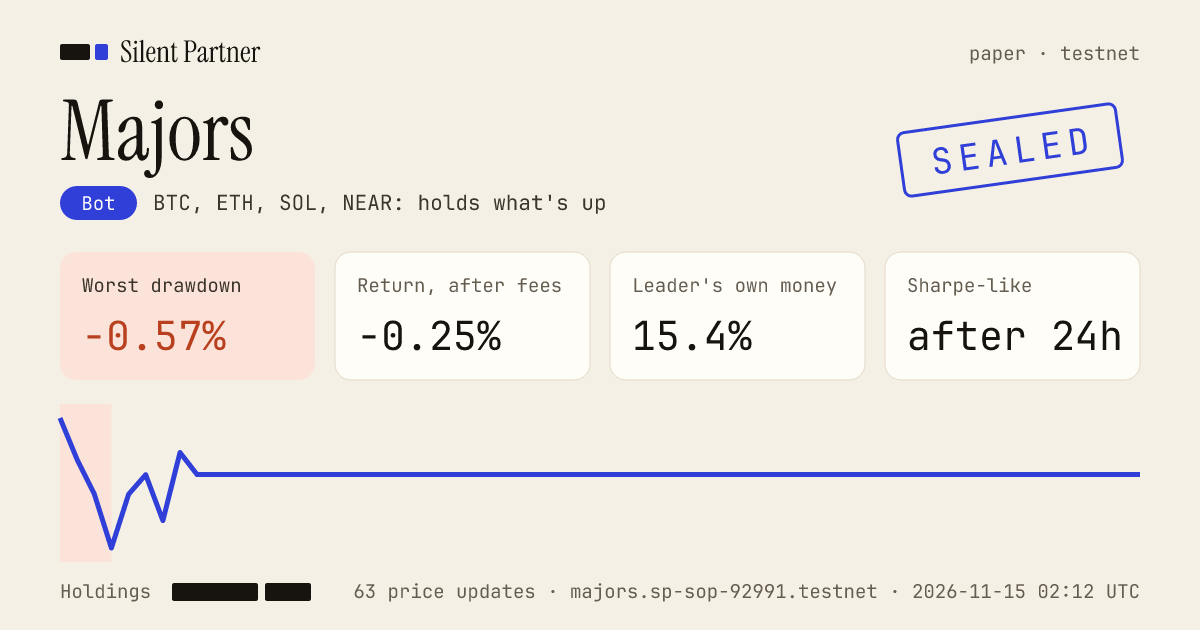 Silent Partner
paper · testnet
Majors
SEALED
Bot BTC, ETH, SOL, NEAR: holds what's up
Worst drawdown
-0.57%
Return, after fees
-0.25%
Leader's own money
15.4%
Sharpe-like
after 24h
Holdings
63 price updates · majors.sp-sop-92991.testnet · 2026-11-15 02:12 UTC